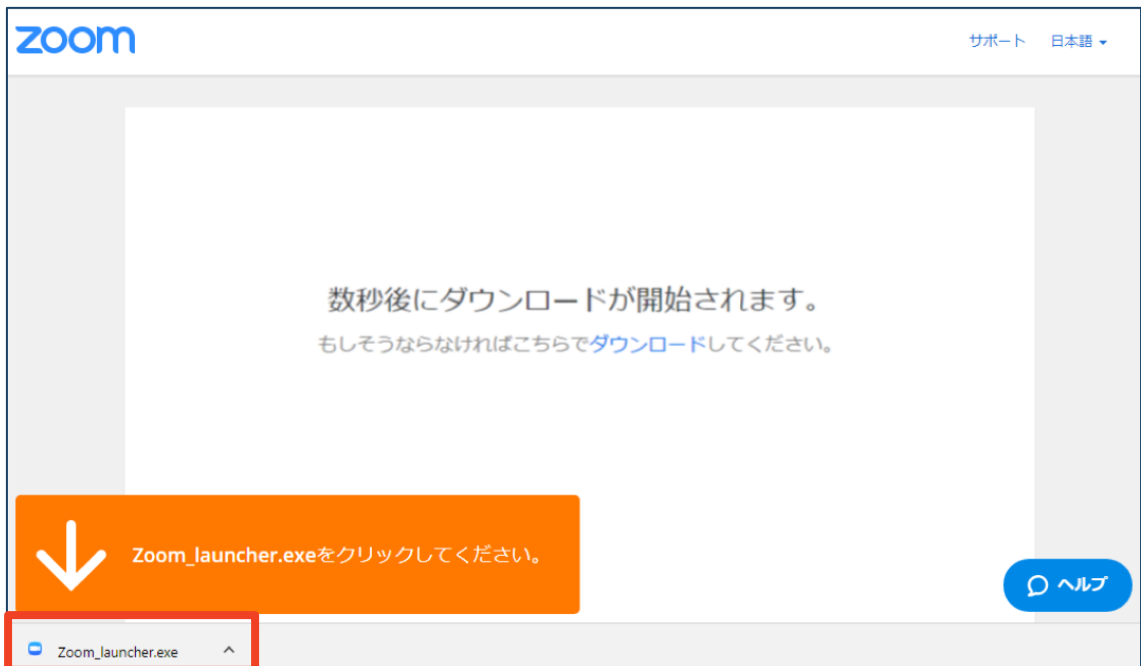 zoom
サポート 日本語
数秒後にダウンロードが開始されます。
もしそうならなければこちらでダウンロードしてください。
Zoom_launcher.exeをクリックしてください。
ヘルプ
Zoom_launcher.exe